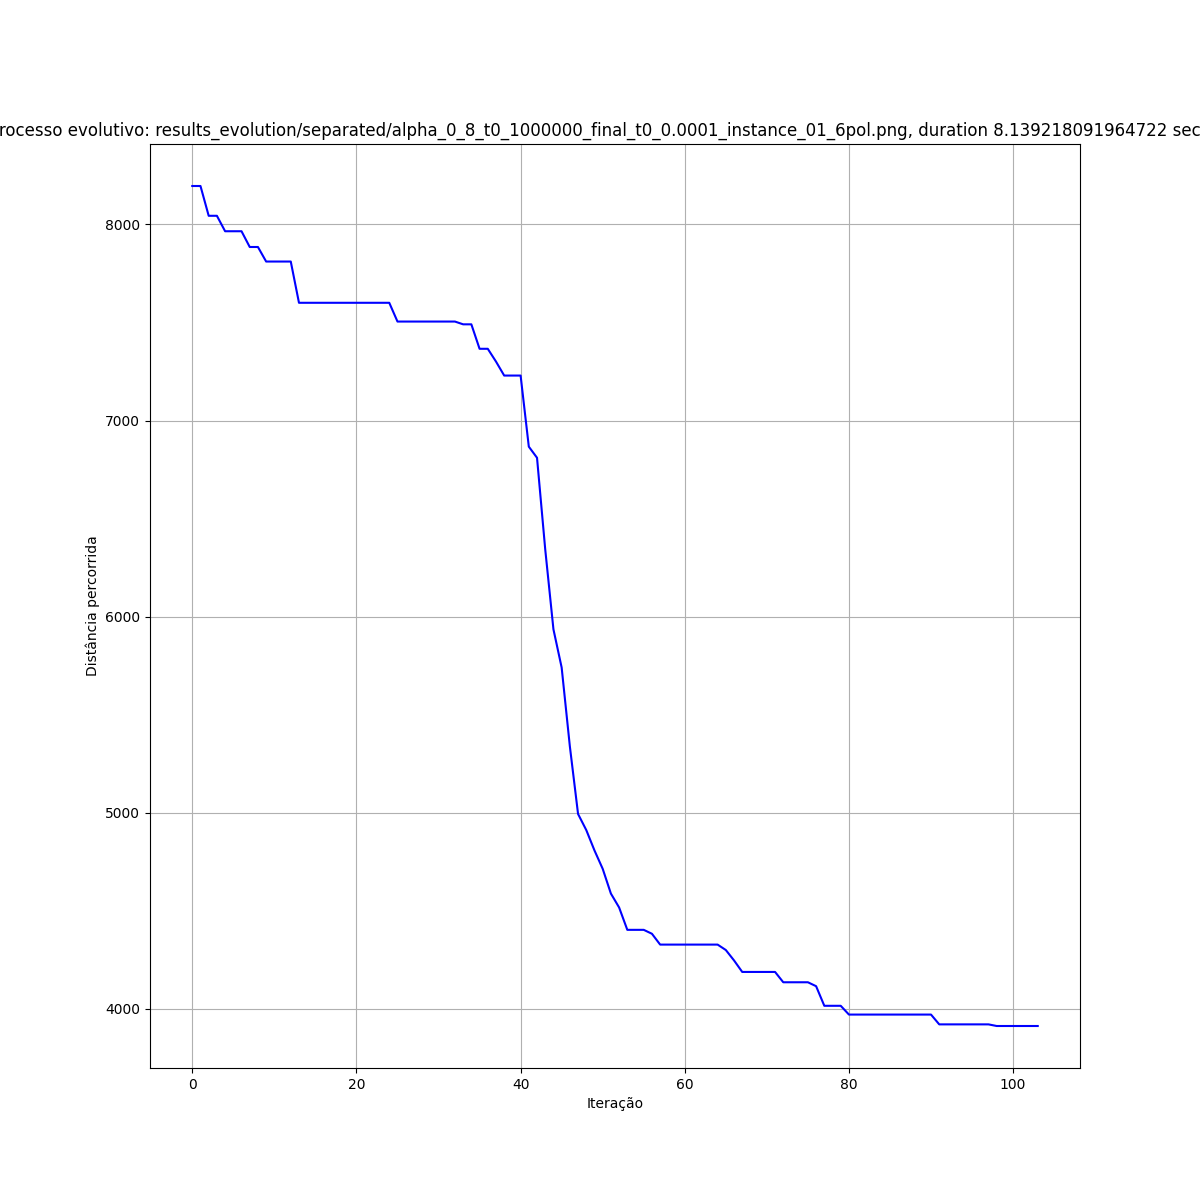 rocesso evolutivo: results_evolution/separated/alpha_0_8_t0_1000000_final_t0_0.0001_instance_01_6pol.png, duration 8.139218091964722 sec
8000
7000
6000
5000
4000
Distância percorrida
0 20 40 60 80 100
Iteração